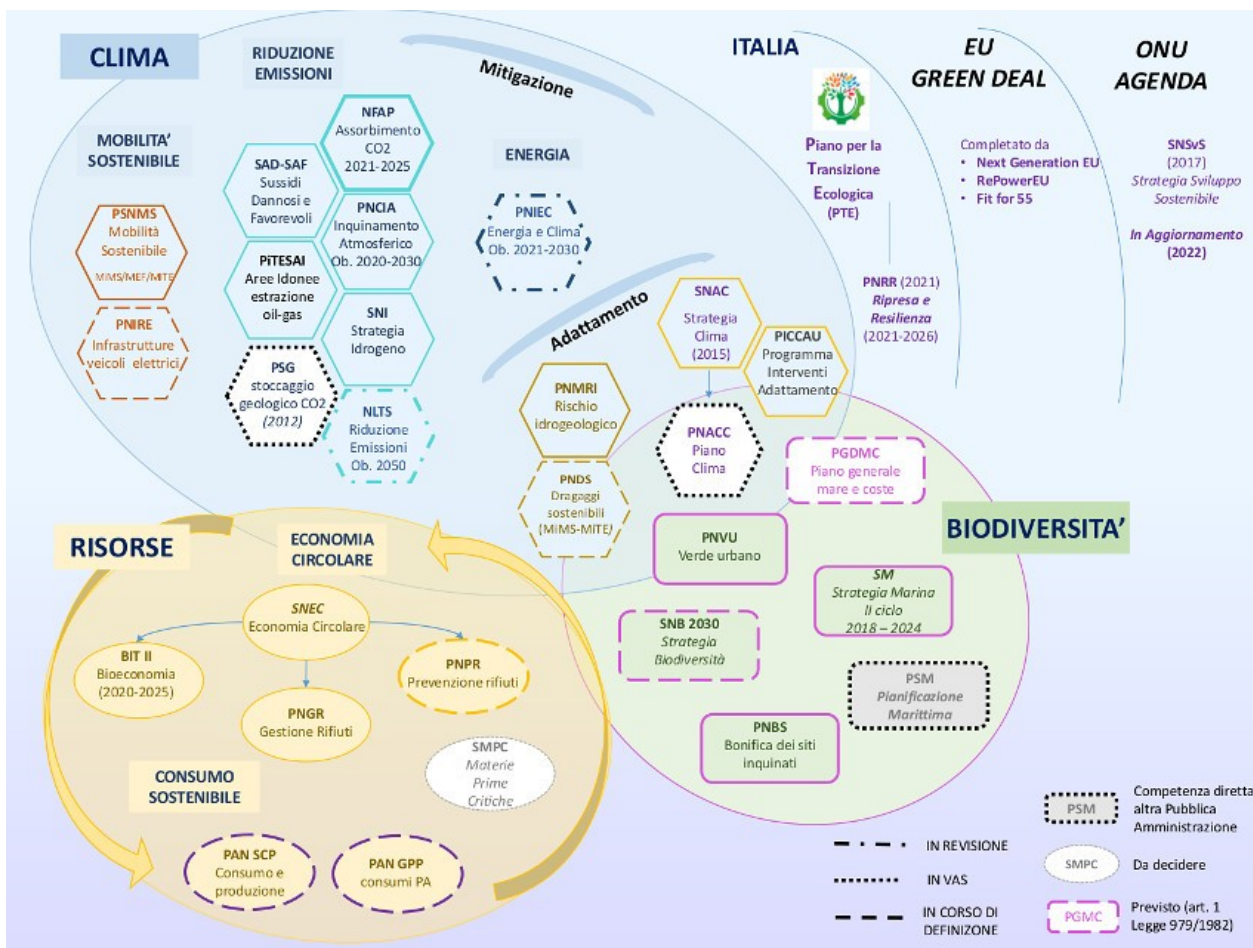 CLIMA
RIDUZIONE
EMISSIONI
Mitigazione
ITALIA
EU
GREEN DEAL
ONU
AGENDA
MOBILITA’
SOSTENIBILE
NFAP
Assorbimento
CO2
2021-2025
SAD-SAF
Sussidi
Dannosi e
Favorevoli
ENERGIA
Piano per la
Transizione
Ecologica
(PTE)
Completato da
• Next Generation EU
• RePowerEU
• Fit for 55
SNSvS
(2017)
Strategia Sviluppo
Sostenibile
In Aggiornamento
(2022)
PSNMS
Mobilità
Sostenibile
MIMS/MEF/MITE
PNCIA
Inquinamento
Atmosferico
Ob. 2020-2030
PNIEC
Energia e Clima
Ob. 2021-2030
PiTESAI
Aree Idonee
estrazione
oil-gas
PNRR (2021)
Ripresa e
Resilienza
(2021-2026)
PNIRE
Infrastrutture
veicoli elettrici
SNI
Strategia
Idrogeno
Adattamento
SNAC
Strategia
Clima
(2015)
PICCAU
Programma
Interventi
Adattamento
PSG
stoccaggio
geologico CO2
(2012)
NLTS
Riduzione
Emissioni
Ob. 2050
PNMRI
Rischio
idrogeologico
PNACC
Piano
Clima
PGDMC
Piano generale
mare e coste
PNDS
Dragaggi
sostenibili
(MiMS-MiTE)
RISORSE
ECONOMIA
CIRCOLARE
BIODIVERSITA’
PNVU
Verde urbano
SM
Strategia Marina
II ciclo
2018 – 2024
SNEC
Economia Circolare
SNB 2030
Strategia
Biodiversità
BIT II
Bioeconomia
(2020-2025)
PNPR
Prevenzione rifiuti
PNGR
Gestione Rifiuti
PSM
Pianificazione
Marittima
PNBS
Bonifica dei siti
inquinati
SMPC
Materie
Prime
Critiche
CONSUMO
SOSTENIBILE
PAN SCP
Consumo e
produzione
PAN GPP
consumi PA
IN REVISIONE
IN VAS
IN CORSO DI
DEFINIZONE
PSM
Competenza diretta
altra Pubblica
Amministrazione
SMPC
Da decidere
PGMC
Previsto (art. 1
Legge 979/1982)